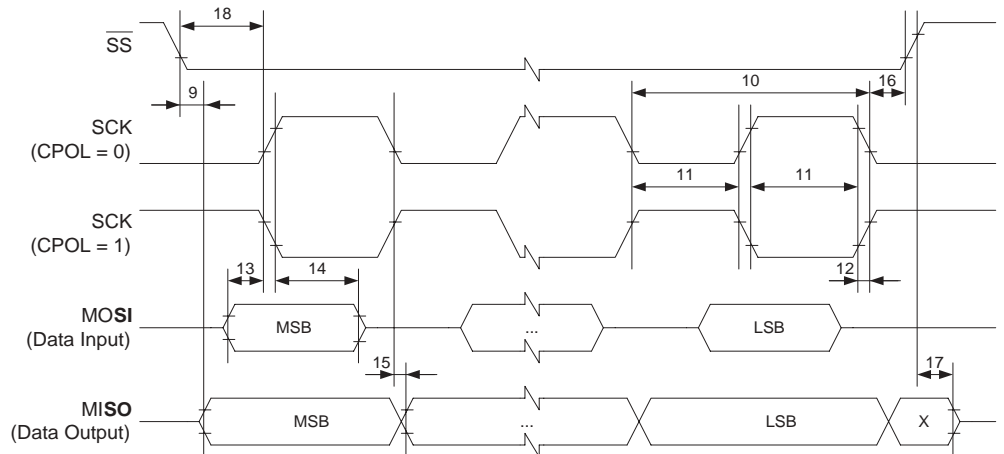 18
SS
10
16
9
SCK
(CPOL = 0)
11
11
SCK
(CPOL = 1)
13
14
12
MOSI
(Data Input)
MSB
...
LSB
15
17
MISO
(Data Output)
MSB
...
LSB
X